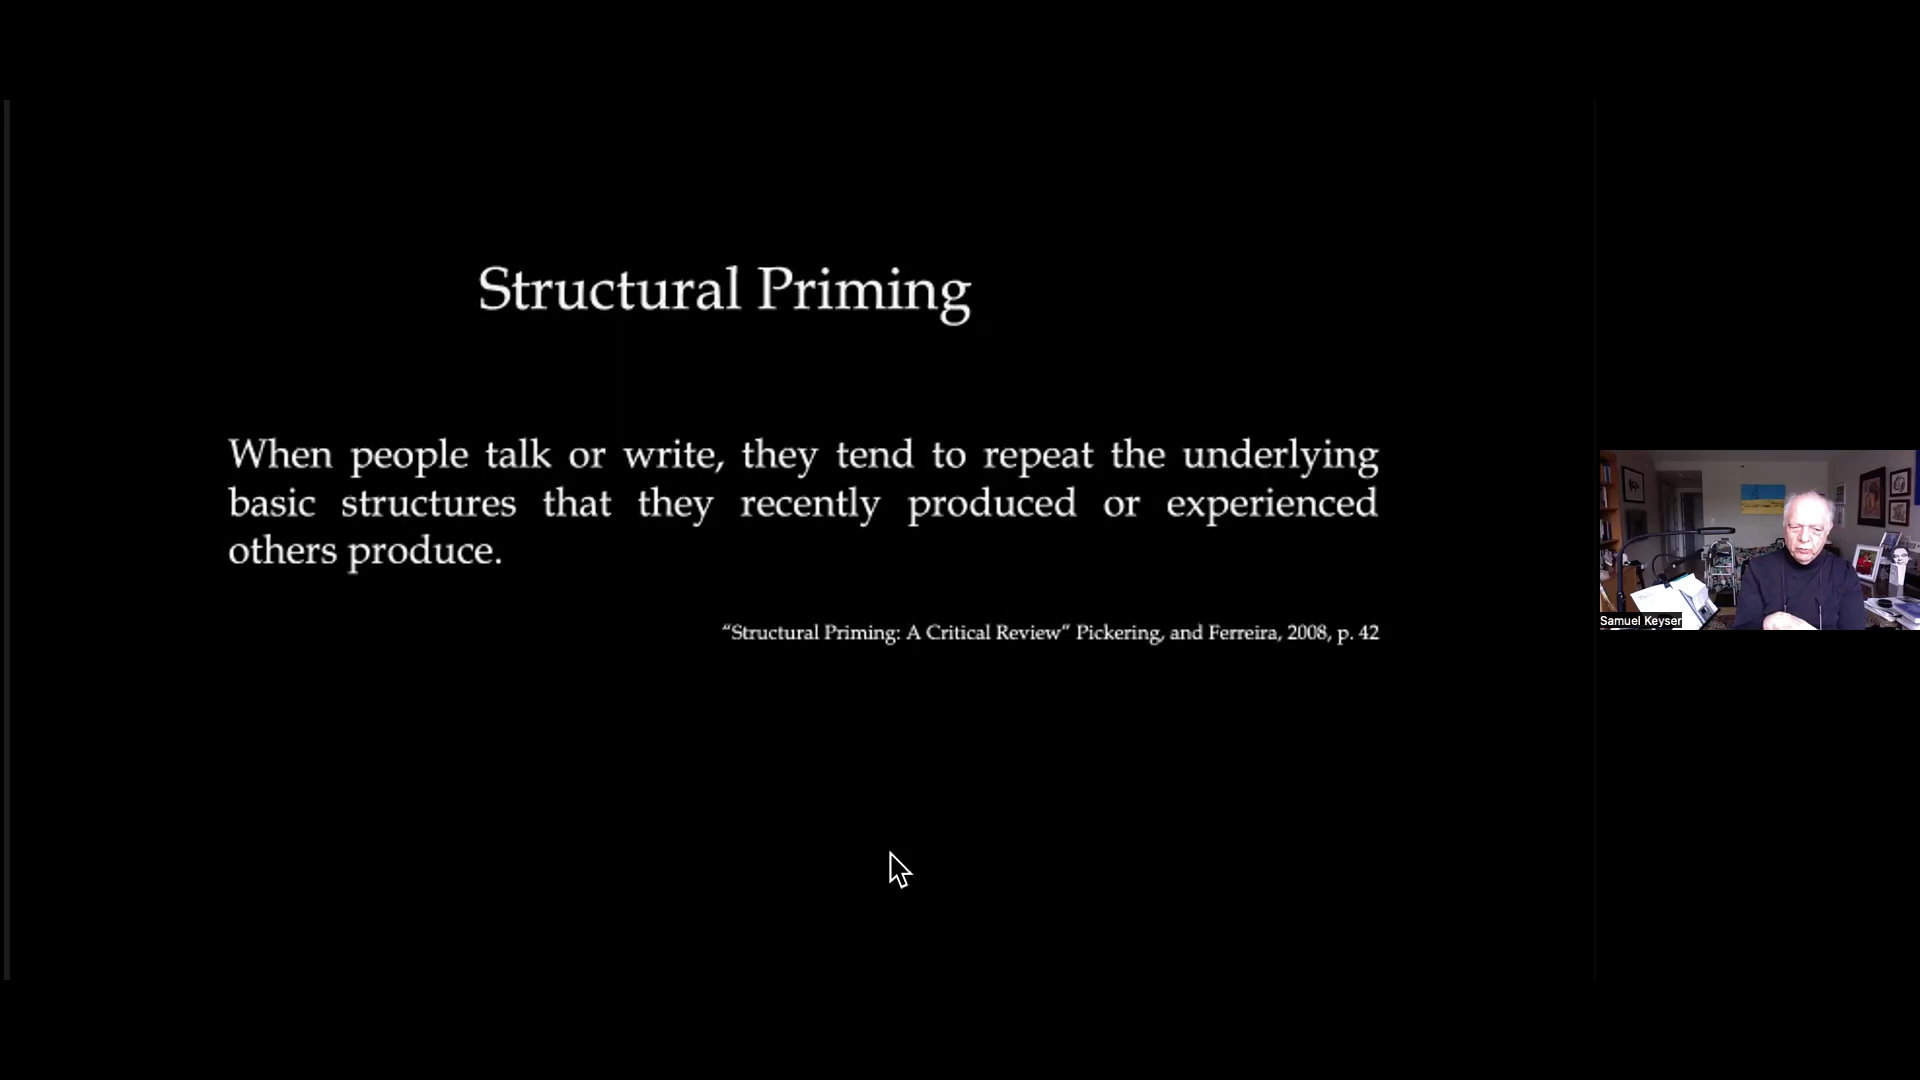 Structural Priming
When people talk or write, they tend to repeat the underlying
basic structures that they recently produced or experienced
others produce.
“Structural Priming: A Critical Review” Pickering, and Ferreira, 2008, p. 42
Samuel Keyser